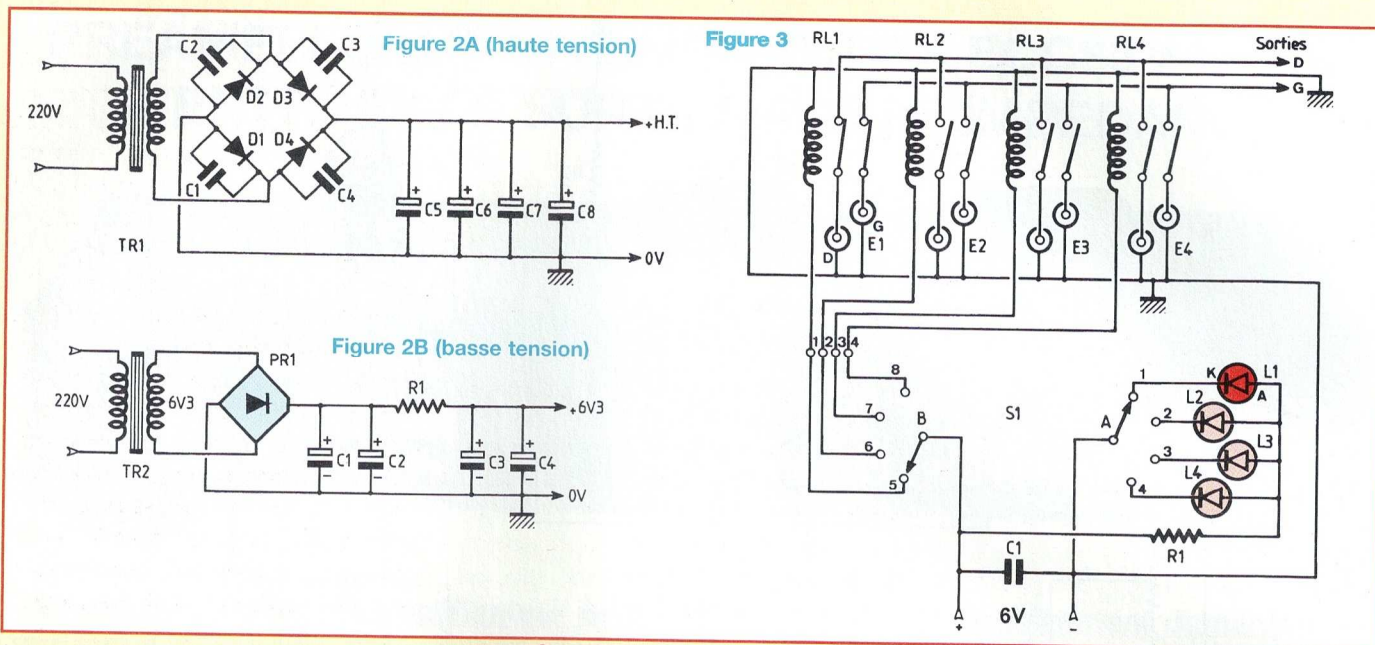 Figure 2A (haute tension)
C2
C3
D2
D3
220V
D1
D4
C1
C4
TR1
+H.T.
+
C5
+
C6
+
C7
+
C8
0V
Figure 2B (basse tension)
PR1
220V
6V3
TR2
R1
+6V3
+
C1
-
+
C2
-
+
C3
-
+
C4
-
0V
Figure 3
RL1
RL2
RL3
RL4
Sorties
D
G
G
D
E1
E2
E3
E4
1
2
3
4
8
7
6
5
B
S1
A
1
K
L1
A
2
L2
3
L3
4
L4
R1
C1
+
6V
-